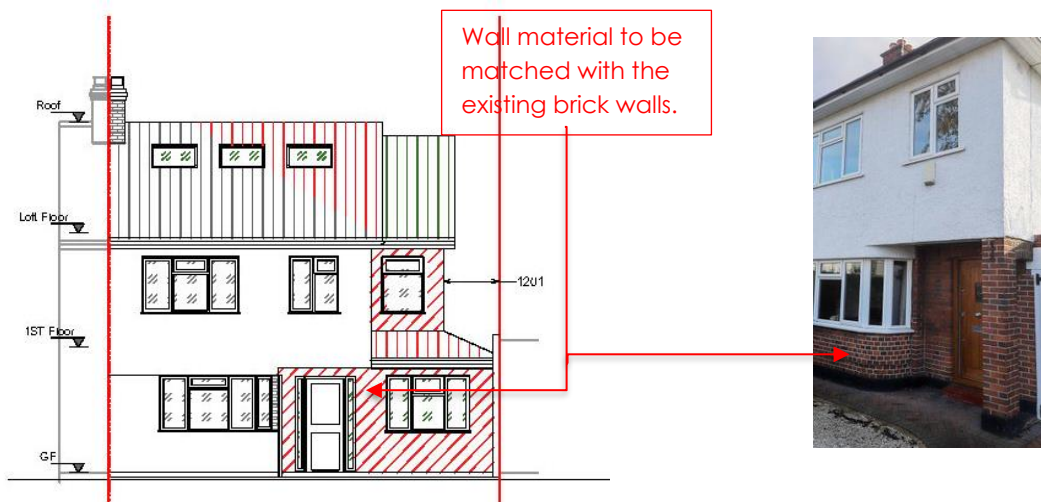 Wall material to be
matched with the
existing brick walls.
Roof
Loft Floor
1201
1ST Floor
GF